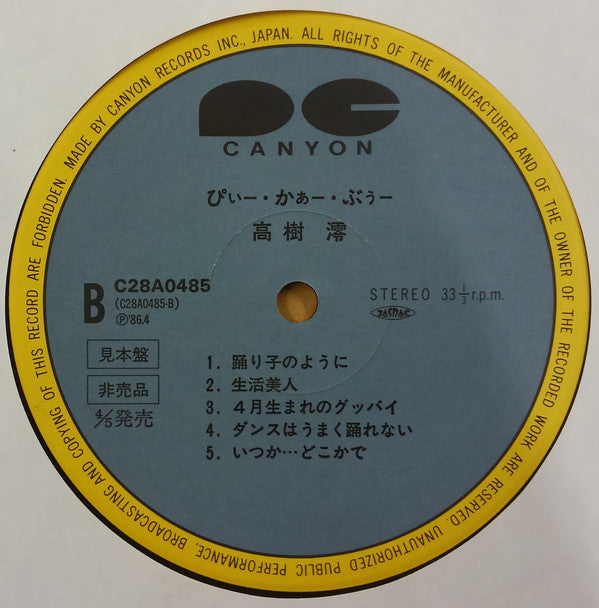 MADE BY CANYON RECORDS INC., JAPAN. ALL RIGHTS OF THE MANUFACTURER AND OF THE OWNER OF THE RECORDED WORK ARE RESERVED. UNAUTHORIZED PUBLIC PERFORMANCE, BROADCASTING AND COPYING OF THIS RECORD ARE FORBIDDEN.
CANYON
ぴぃー・かぁー・ぶぅー
高樹 澪
B
C28A0485
(C28A0485-B)
Ⓟ'86.4
STEREO 33 1/3 r.p.m.
JASRAC
見本盤
非売品
4/5発売
1. 踊り子のように
2. 生活美人
3. 4月生まれのグッバイ
4. ダンスはうまく踊れない
5. いつか…どこかで